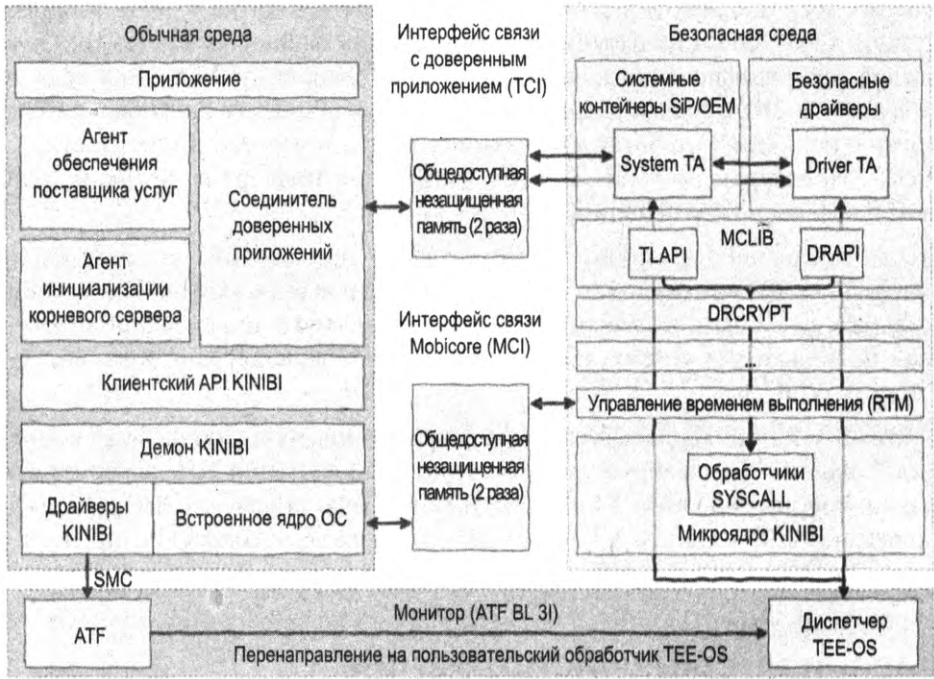 Обычная среда
Приложение
Агент
обеспечения
поставщика услуг
Соединитель
доверенных
приложений
Агент
инициализации
корневого сервера
Клиентский API KINIBI
Демон KINIBI
Драйверы
KINIBI
Встроенное ядро ОС
SMC
Интерфейс связи
с доверенным
приложением (TCI)
Общедоступная
незащищенная
память (2 раза)
Интерфейс связи
Mobicore (MCI)
Общедоступная
незащищенная
память (2 раза)
Безопасная среда
Системные
контейнеры SiP/OEM
Безопасные
драйверы
System TA
Driver TA
MCLIB
TLAPI
DRAPI
DRCRYPT
...
Управление временем выполнения (RTM)
Обработчики
SYSCALL
Микроядро KINIBI
ATF
Монитор (ATF BL 3I)
Перенаправление на пользовательский обработчик TEE-OS
Диспетчер
TEE-OS